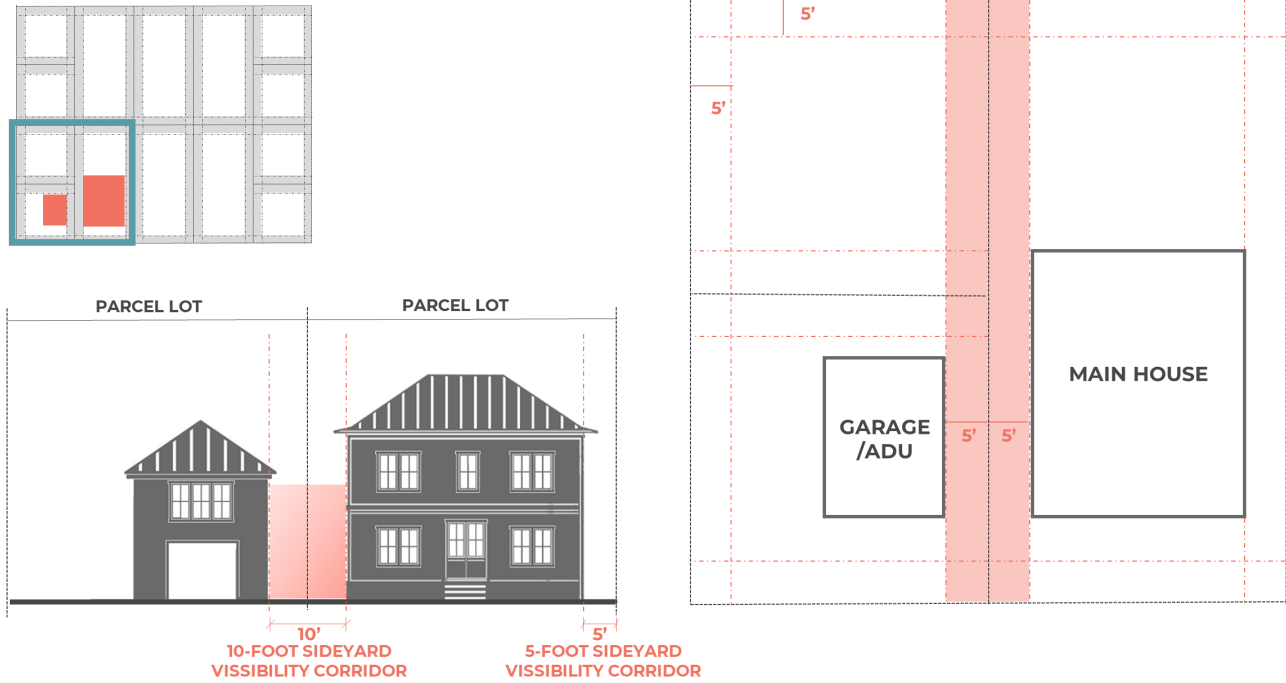 PARCEL LOT
PARCEL LOT
10’
10-FOOT SIDEYARD
VISSIBILITY CORRIDOR
5’
5-FOOT SIDEYARD
VISSIBILITY CORRIDOR
5’
5’
GARAGE
/ADU
5’
5’
MAIN HOUSE